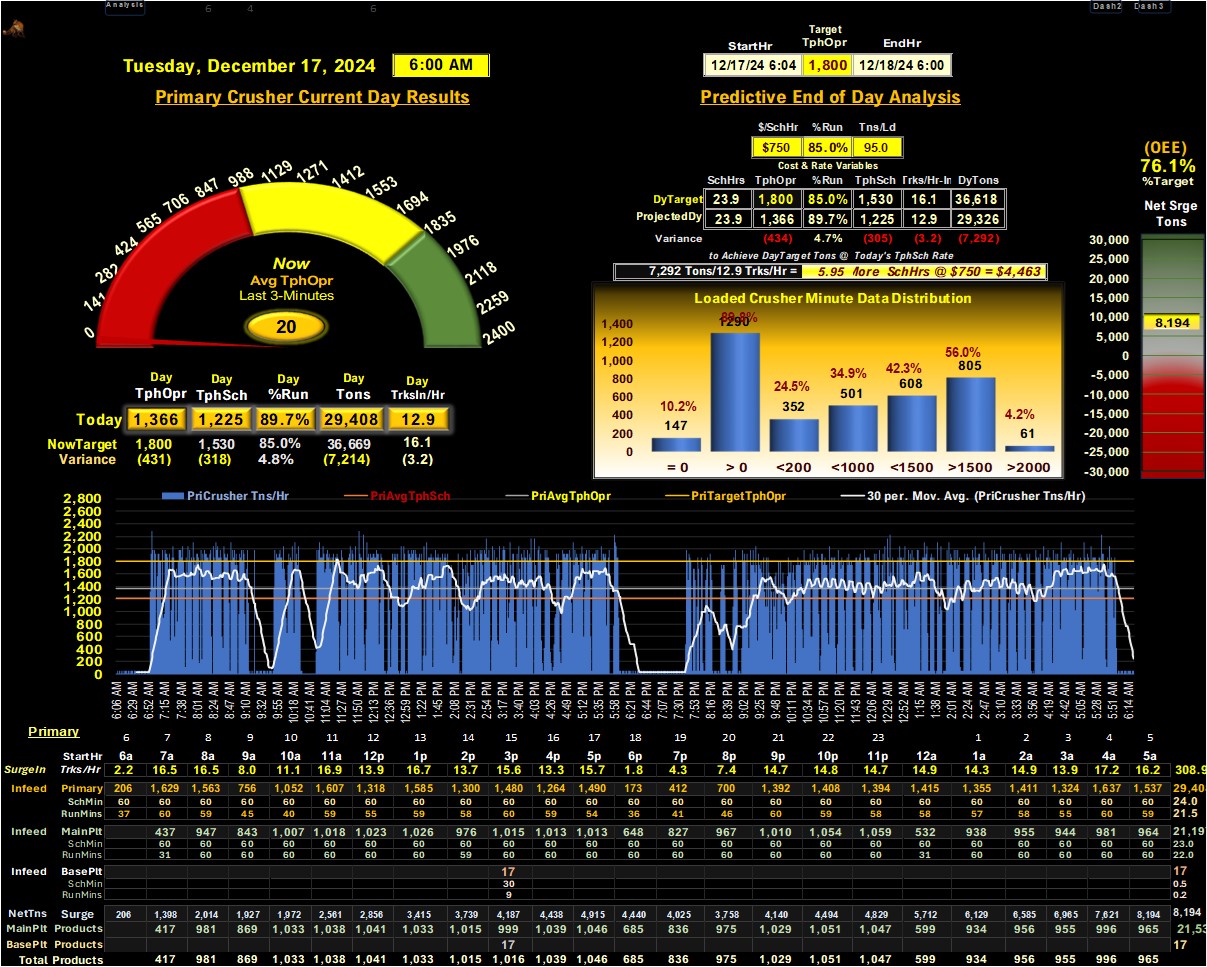 Analysis 6 4 6 Dash2 Dash3
Target
StartHr TphOpr EndHr
Tuesday, December 17, 2024 6:00 AM 12/17/24 6:04 1,800 12/18/24 6:00
Primary Crusher Current Day Results Predictive End of Day Analysis
$/SchHr %Run Tns/Ld
$750 85.0% 95.0
Cost & Rate Variables
(OEE)
76.1%
%Target
SchHrs TphOpr %Run TphSch Trks/Hr-In DyTons
DyTarget 23.9 1,800 85.0% 1,530 16.1 36,618
ProjectedDy 23.9 1,366 89.7% 1,225 12.9 29,326
Variance (434) 4.7% (305) (3.2) (7,292)
to Achieve DayTarget Tons @ Today's TphSch Rate
7,292 Tons/12.9 Trks/Hr = 5.95 More SchHrs @ $750 = $4,463
Net Srge
Tons
30,000
25,000
20,000
15,000
10,000
8,194
5,000
0
-5,000
-10,000
-15,000
-20,000
-25,000
-30,000
0 141 282 424 565 706 847 988 1129 1271 1412 1553 1694 1835 1976 2118 2259 2400
Now
Avg TphOpr
Last 3-Minutes
20
Loaded Crusher Minute Data Distribution
1,400
1,200
1,000
800
600
400
200
0
10.2% 89.8% 24.5% 34.9% 42.3% 56.0% 4.2%
147 1290 352 501 608 805 61
= 0 > 0 <200 <1000 <1500 >1500 >2000
Day Day Day Day Day
TphOpr TphSch %Run Tons TrksIn/Hr
Today 1,366 1,225 89.7% 29,408 12.9
NowTarget 1,800 1,530 85.0% 36,669 16.1
Variance (431) (318) 4.8% (7,214) (3.2)
PriCrusher Tns/Hr PriAvgTphSch PriAvgTphOpr PriTargetTphOpr 30 per. Mov. Avg. (PriCrusher Tns/Hr)
2,800
2,600
2,400
2,200
2,000
1,800
1,600
1,400
1,200
1,000
800
600
400
200
0
6:06 AM 6:29 AM 6:52 AM 7:15 AM 7:38 AM 8:01 AM 8:24 AM 8:47 AM 9:10 AM 9:32 AM 9:55 AM 10:18 AM 10:41 AM 11:04 AM 11:27 AM 11:50 AM 12:13 PM 12:36 PM 12:59 PM 1:22 PM 1:45 PM 2:08 PM 2:31 PM 2:54 PM 3:17 PM 3:40 PM 4:03 PM 4:26 PM 4:49 PM 5:12 PM 5:35 PM 5:58 PM 6:21 PM 6:44 PM 7:07 PM 7:30 PM 7:53 PM 8:16 PM 8:39 PM 9:02 PM 9:25 PM 9:48 PM 10:11 PM 10:34 PM 10:57 PM 11:20 PM 11:43 PM 12:06 AM 12:29 AM 12:52 AM 1:15 AM 1:38 AM 2:01 AM 2:24 AM 2:47 AM 3:10 AM 3:33 AM 3:56 AM 4:19 AM 4:42 AM 5:05 AM 5:28 AM 5:51 AM 6:14 AM
Primary 6 7 8 9 10 11 12 13 14 15 16 17 18 19 20 21 22 23 1 2 3 4 5
StartHr 6a 7a 8a 9a 10a 11a 12p 1p 2p 3p 4p 5p 6p 7p 8p 9p 10p 11p 12a 1a 2a 3a 4a 5a
SurgeIn Trks/Hr 2.2 16.5 16.5 8.0 11.1 16.9 13.9 16.7 13.7 15.6 13.3 15.7 1.8 4.3 7.4 14.7 14.8 14.7 14.9 14.3 14.9 13.9 17.2 16.2 308.9
Infeed Primary 206 1,629 1,563 756 1,052 1,607 1,318 1,585 1,300 1,480 1,264 1,490 173 412 700 1,392 1,408 1,394 1,415 1,355 1,411 1,324 1,637 1,537 29,40
SchMin 60 60 60 60 60 60 60 60 60 60 60 60 60 60 60 60 60 60 60 60 60 60 60 60 24.0
RunMins 37 60 59 45 40 59 55 59 58 60 59 54 36 41 46 60 58 58 58 57 58 55 60 59 21.5
Infeed MainPlt 437 947 843 1,007 1,018 1,023 1,026 976 1,015 1,013 1,013 648 827 967 1,010 1,054 1,059 532 938 955 944 981 964 21,19
SchMin 60 60 60 60 60 60 60 60 60 60 60 60 60 60 60 60 60 60 60 60 60 60 60 23.0
RunMins 31 60 60 60 60 60 60 59 60 60 60 60 60 60 60 60 60 31 60 60 60 60 60 22.0
Infeed BasePlt 17 17
SchMin 30 0.5
RunMins 9 0.2
NetTns Surge 206 1,398 2,014 1,927 1,972 2,561 2,856 3,415 3,739 4,187 4,438 4,915 4,440 4,025 3,758 4,140 4,494 4,829 5,712 6,129 6,585 6,965 7,621 8,194 8,194
MainPlt Products 417 981 869 1,033 1,038 1,041 1,033 1,015 999 1,039 1,046 685 836 975 1,029 1,051 1,047 599 934 956 955 996 965 21,53
BasePlt Products 17 17
Total Products 417 981 869 1,033 1,038 1,041 1,033 1,015 1,016 1,039 1,046 685 836 975 1,029 1,051 1,047 599 934 956 955 996 965